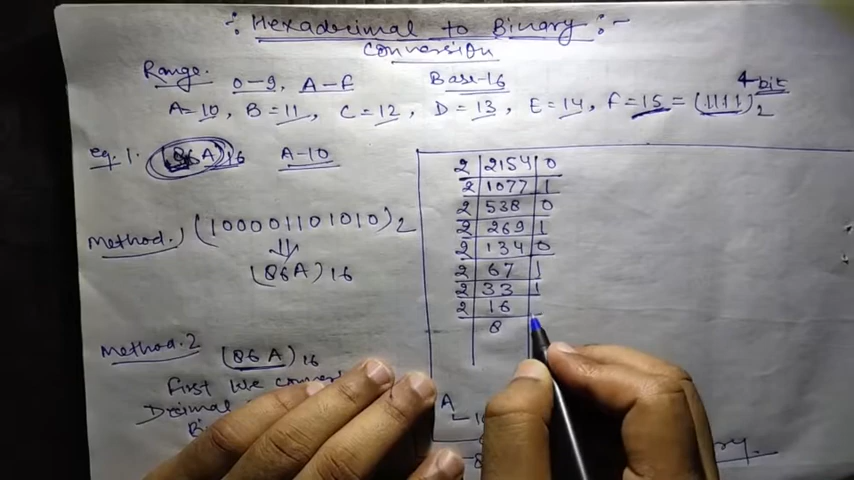 :- Hexadecimal to Binary :-
Conversion
Range. 0-9, A-F Base-16 4 bit
A=10, B=11, C=12, D=13, E=14, F=15=(1111)2
eg. 1. (86A)16 A-10
Method.1 (100001101010)2
⇓
(86A)16
Method.2 (86A)16
First We
Decimal
2 2154 0
2 1077 1
2 538 0
2 269 1
2 134 0
2 67 1
2 33 1
2 16
8
A